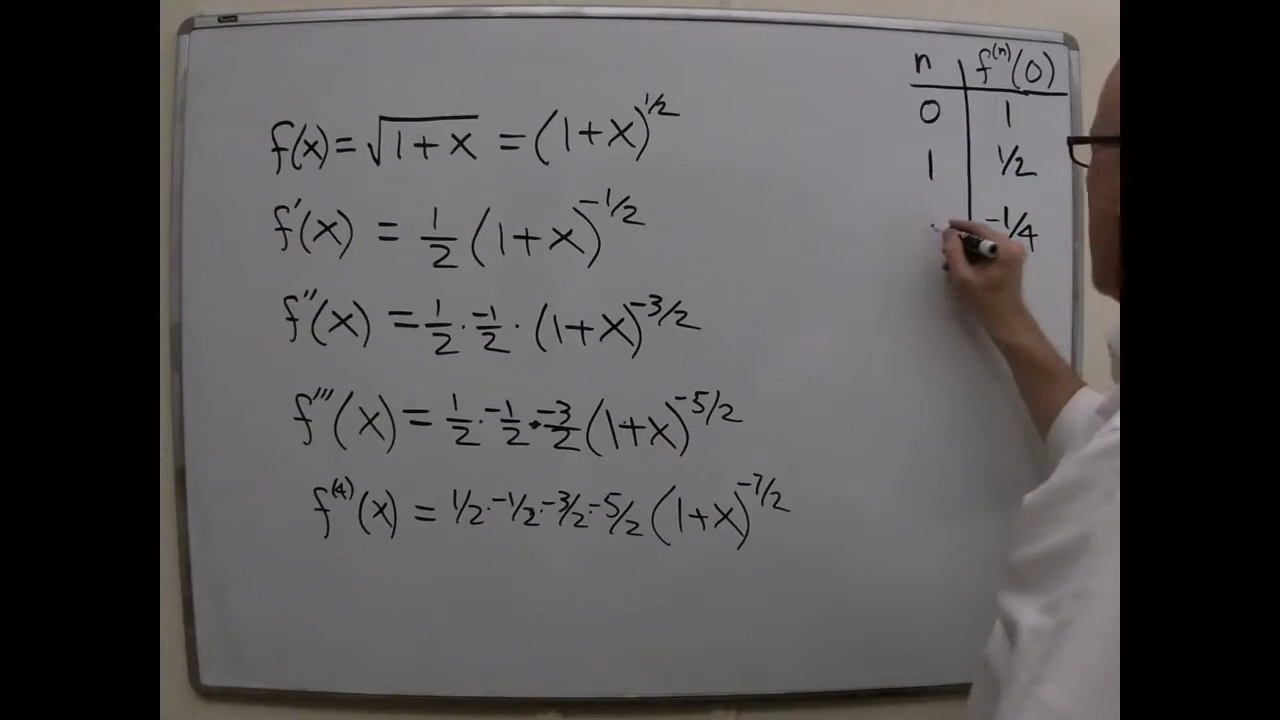 f(x) = √(1+x) = (1+x)^1/2
f'(x) = 1/2 (1+x)^-1/2
f''(x) = 1/2 · -1/2 · (1+x)^-3/2
f'''(x) = 1/2 · -1/2 · -3/2 (1+x)^-5/2
f^(4)(x) = 1/2 · -1/2 · -3/2 · -5/2 (1+x)^-7/2
n f^(n)(0)
0 1
1 1/2
-1/4